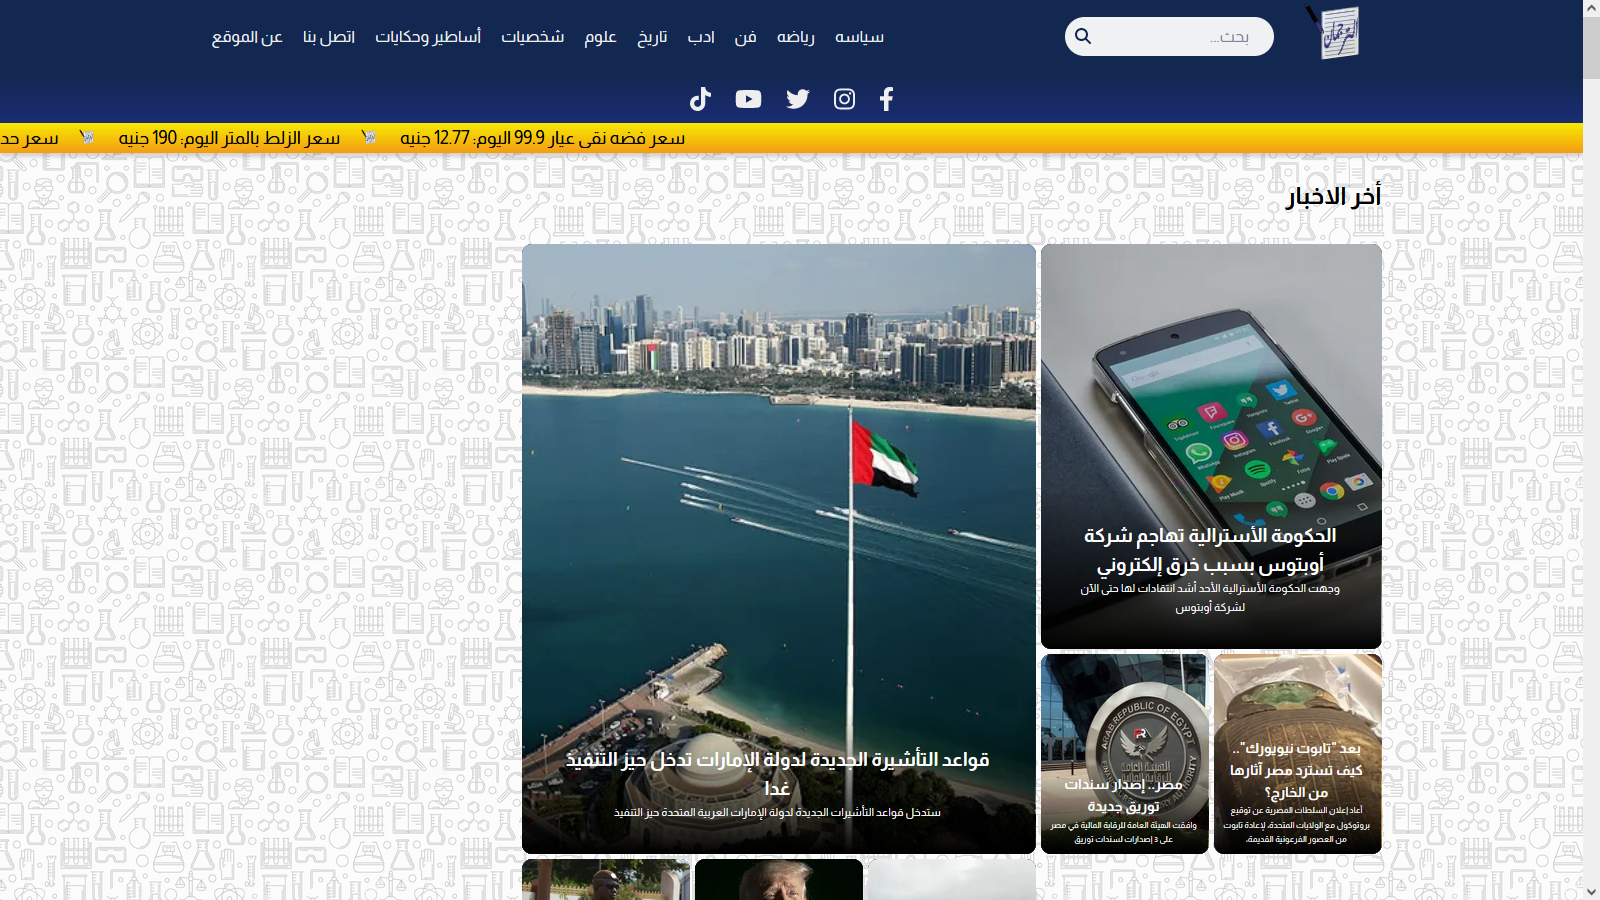 بحث...
سياسه رياضه فن ادب تاريخ علوم شخصيات أساطير وحكايات اتصل بنا عن الموقع
سعر فضه نقى عيار 99.9 اليوم: 12.77 جنيه سعر الزلط بالمتر اليوم: 190 جنيه سعر حد
أخر الاخبار
الحكومة الأسترالية تهاجم شركة
أوبتوس بسبب خرق إلكتروني
وجهت الحكومة الأسترالية الأحد أشد انتقادات لها حتى الآن
لشركة أوبتوس
قواعد التأشيرة الجديدة لدولة الإمارات تدخل حيز التنفيذ
غدا
ستدخل قواعد التأشيرات الجديدة لدولة الإمارات العربية المتحدة حيز التنفيذ
بعد "تابوت نيويورك"..
كيف تسترد مصر آثارها
من الخارج؟
أعاد إعلان السلطات المصرية عن توقيع
بروتوكول مع الولايات المتحدة، لإعادة تابوت
من العصور الفرعونية القديمة،
ARAB REPUBLIC OF EGYPT
مصر.. إصدار سندات
توريق جديدة
وافقت الهيئة العامة للرقابة المالية في مصر
على 3 إصدارات لسندات توريق